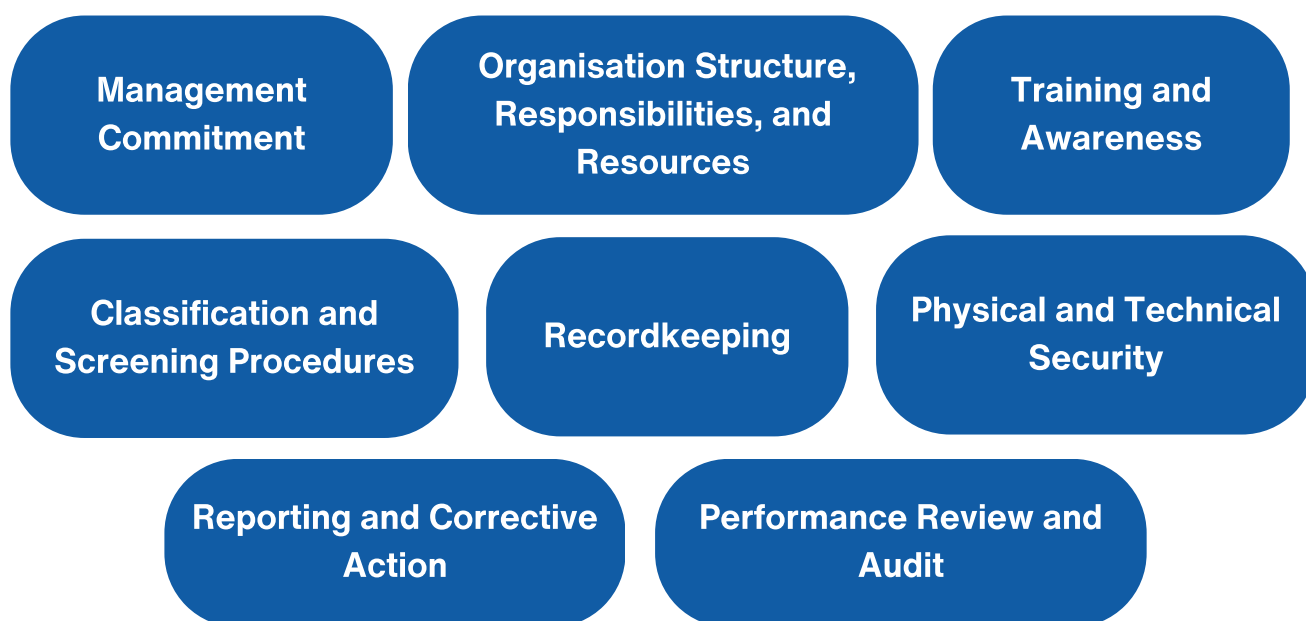 Management
Commitment
Organisation Structure,
Responsibilities, and
Resources
Training and
Awareness
Classification and
Screening Procedures
Recordkeeping
Physical and Technical
Security
Reporting and Corrective
Action
Performance Review and
Audit